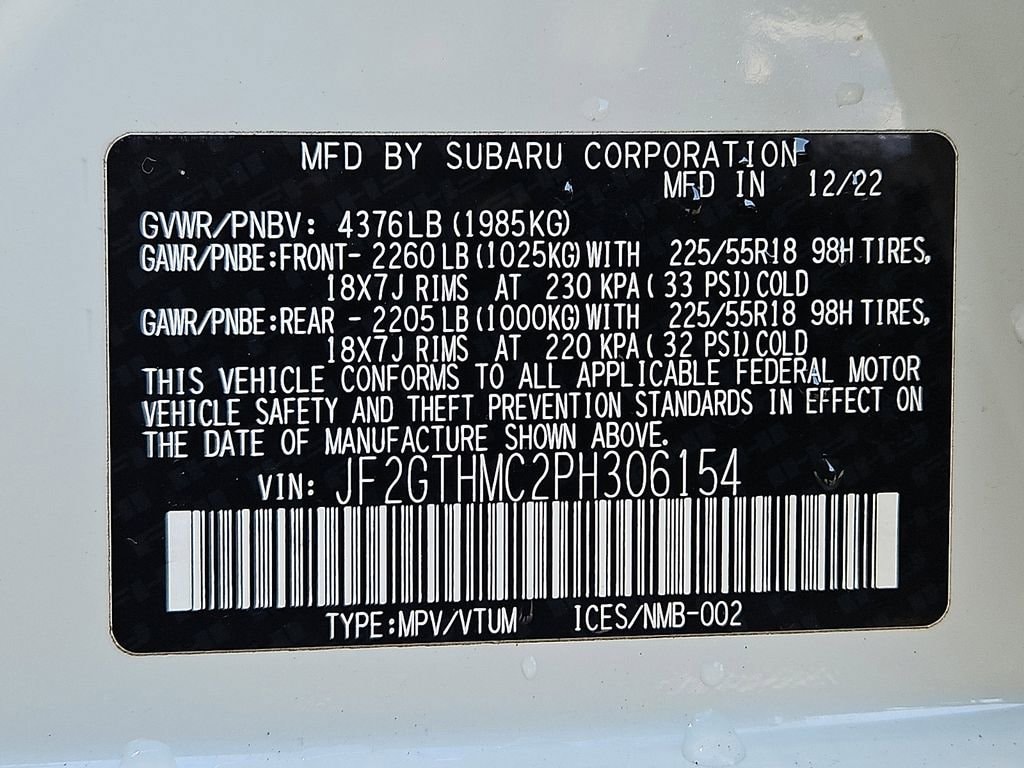 MFD BY SUBARU CORPORATION
MFD IN 12/22
GVWR/PNBV: 4376LB (1985KG)
GAWR/PNBE:FRONT- 2260LB (1025KG) WITH 225/55R18 98H TIRES,
18X7J RIMS AT 230 KPA( 33 PSI) COLD
GAWR/PNBE:REAR - 2205LB (1000KG) WITH 225/55R18 98H TIRES,
18X7J RIMS AT 220 KPA( 32 PSI) COLD
THIS VEHICLE CONFORMS TO ALL APPLICABLE FEDERAL MOTOR
VEHICLE SAFETY AND THEFT PREVENTION STANDARDS IN EFFECT ON
THE DATE OF MANUFACTURE SHOWN ABOVE.
VIN: JF2GTHMC2PH306154
TYPE:MPV/VTUM ICES/NMB-002